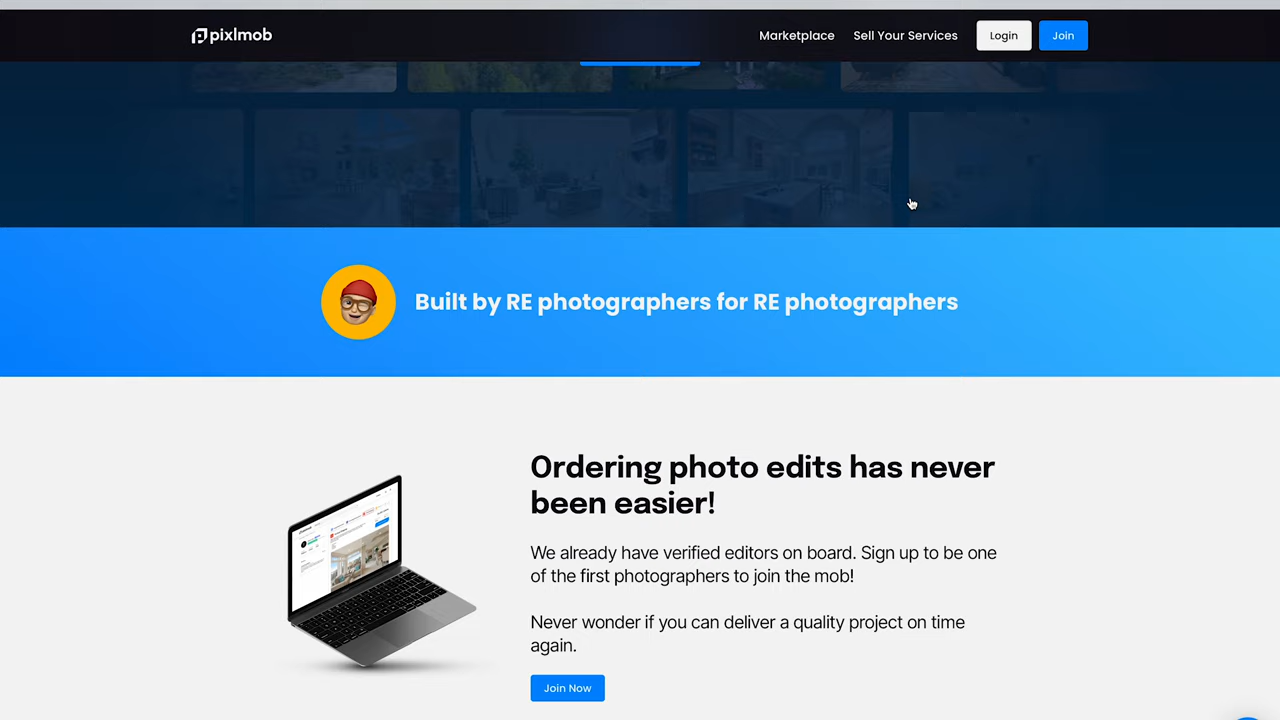 pixlmob
Marketplace
Sell Your Services
Login
Join
Built by RE photographers for RE photographers
Ordering photo edits has never
been easier!
We already have verified editors on board. Sign up to be one
of the first photographers to join the mob!
Never wonder if you can deliver a quality project on time
again.
Join Now